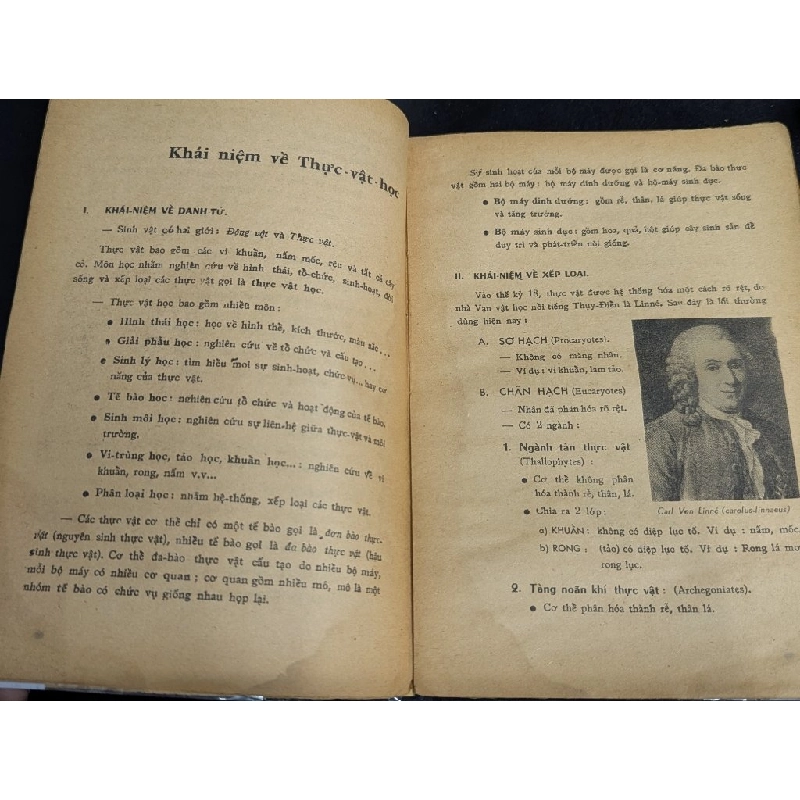 Khái niệm về Thực-vật-học
I. KHÁI-NIỆM VỀ DANH TỪ.
— Sinh vật có hai giới : Động vật và Thực vật.
Thực vật bao gồm các vi khuẩn, nấm mốc, rêu và tất cả cây
cỏ. Môn học nhằm nghiên cứu về hình thái, tổ-chức, sinh-hoạt, đời
sống và xếp loại các thực vật gọi là thực vật học.
— Thực vật học bao gồm nhiều môn :
● Hình thái học : học về hình thể, kích thước, màu sắc...
● Giải phẫu học : nghiên cứu về tổ chức và cấu tạo...
● Sinh lý học : tìm hiểu mọi sự sinh-hoạt, chức vụ... hay cơ
năng của thực vật.
● Tế bào học : nghiên cứu tổ chức và hoạt động của tế bào.
● Sinh môi học : nghiên cứu sự liên-hệ giữa thực-vật và môi
trường.
● Vi-trùng học, tảo học, khuẩn học... : nghiên cứu về vi
khuẩn, rong, nấm v.v...
● Phân loại học : nhằm hệ-thống, xếp loại các thực vật.
— Các thực vật cơ thể chỉ có một tế bào gọi là đơn bào thực-
vật (nguyên sinh thực vật), nhiều tế bào gọi là đa bào thực vật (hậu
sinh thực vật). Cơ thể đa-bào thực vật cấu tạo do nhiều bộ máy,
mỗi bộ máy có nhiều cơ quan ; cơ quan gồm nhiều mô, mô là một
nhóm tế bào có chức vụ giống nhau họp lại.
Sự sinh hoạt của mỗi bộ máy được gọi là cơ năng. Đa bào thực
vật gồm hai bộ máy : bộ máy dinh dưỡng và bộ-máy sinh dục.
● Bộ máy dinh dưỡng : gồm rễ, thân, lá giúp thực vật sống
và tăng trưởng.
● Bộ máy sinh dục : gồm hoa, quả, hột giúp cây sinh sản để
duy trì và phát-triển nòi giống.
II. KHÁI-NIỆM VỀ XẾP LOẠI.
Vào thế kỷ 18, thực vật được hệ thống hóa một cách rõ rệt, do
nhà Vạn vật học nổi tiếng Thụy-Điển là Linné. Sau đây là lối thường
dùng hiện nay :
A. SƠ HẠCH (Procaryotes).
— Không có màng nhân.
— Ví dụ : vi khuẩn, lam tảo.
B. CHÂN HẠCH (Eucaryotes)
— Nhân đã phân hóa rõ rệt.
— Có 2 ngành :
1. Ngành tản thực vật
(Thallophytes) :
● Cơ thể không phân
hóa thành rễ, thân, lá.
● Chia ra 2 lớp :
Carl Von Linné (carolus-linnaeus)
a) KHUẨN : không có diệp lục tố. Ví dụ : nấm, mốc.
b) RONG : (tảo) có diệp lục tố. Ví dụ : Rong lá mơ
rong lục.
2. Tàng noãn khí thực vật : (Archegoniates).
● Cơ thể phân hóa thành rễ, thân lá.